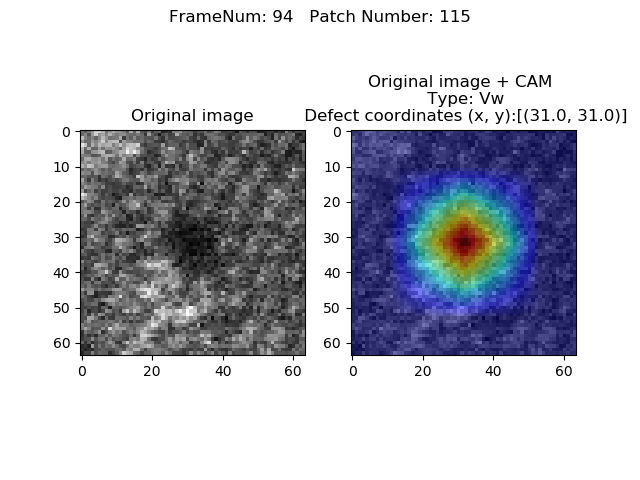 FrameNum: 94   Patch Number: 115
Original image
0
10
20
30
40
50
60
0 20 40 60
Original image + CAM
Type: Vw
Defect coordinates (x, y):[(31.0, 31.0)]
0
10
20
30
40
50
60
0 20 40 60